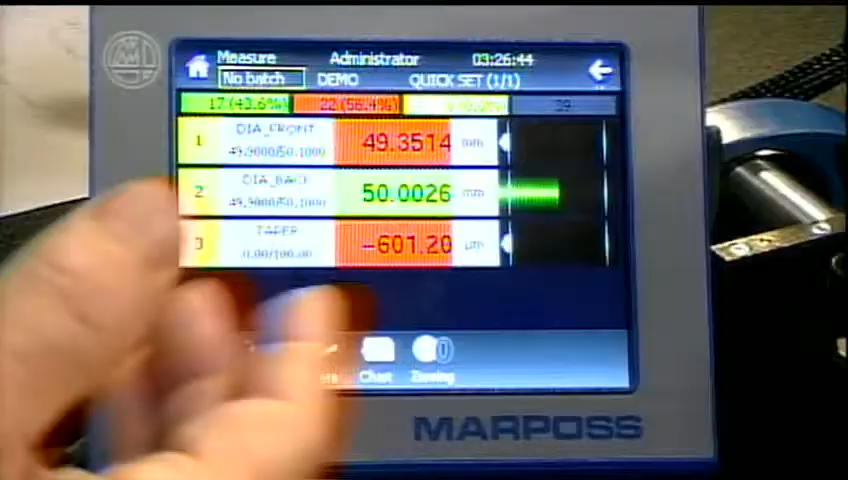 Measure Administrator 03:26:44
No batch DEMO QUICK SET (1/1)
17 (43.6%) 22 (56.4%) 39
1 DIA_FRONT 49.3514 mm
49.9000/50.1000
2 DIA_BACK 50.0026 mm
49.9000/50.1000
3 TAPER -601.20 µm
0.00/100.00
Chart Zeroing
MARPOSS